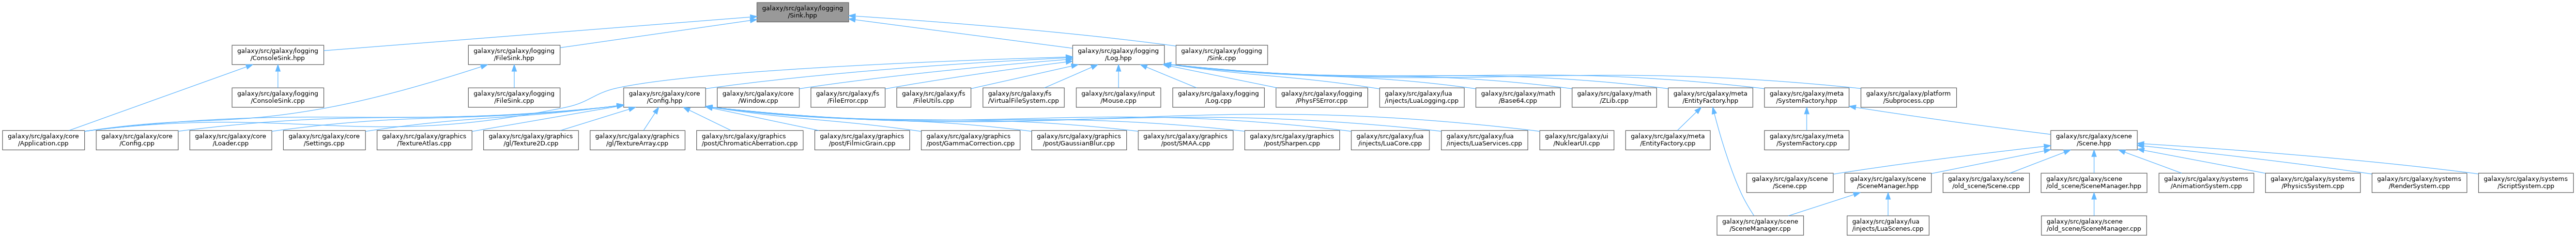 galaxy/src/galaxy/logging
/Sink.hpp
galaxy/src/galaxy/logging
/ConsoleSink.hpp
galaxy/src/galaxy/logging
/FileSink.hpp
galaxy/src/galaxy/logging
/Log.hpp
galaxy/src/galaxy/logging
/Sink.cpp
galaxy/src/galaxy/logging
/ConsoleSink.cpp
galaxy/src/galaxy/logging
/FileSink.cpp
galaxy/src/galaxy/core
/Config.hpp
galaxy/src/galaxy/core
/Window.cpp
galaxy/src/galaxy/fs
/FileError.cpp
galaxy/src/galaxy/fs
/FileUtils.cpp
galaxy/src/galaxy/fs
/VirtualFileSystem.cpp
galaxy/src/galaxy/input
/Mouse.cpp
galaxy/src/galaxy/logging
/Log.cpp
galaxy/src/galaxy/logging
/PhysFSError.cpp
galaxy/src/galaxy/lua
/injects/LuaLogging.cpp
galaxy/src/galaxy/math
/Base64.cpp
galaxy/src/galaxy/math
/ZLib.cpp
galaxy/src/galaxy/meta
/EntityFactory.hpp
galaxy/src/galaxy/meta
/SystemFactory.hpp
galaxy/src/galaxy/platform
/Subprocess.cpp
galaxy/src/galaxy/core
/Application.cpp
galaxy/src/galaxy/core
/Config.cpp
galaxy/src/galaxy/core
/Loader.cpp
galaxy/src/galaxy/core
/Settings.cpp
galaxy/src/galaxy/graphics
/TextureAtlas.cpp
galaxy/src/galaxy/graphics
/gl/Texture2D.cpp
galaxy/src/galaxy/graphics
/gl/TextureArray.cpp
galaxy/src/galaxy/graphics
/post/ChromaticAberration.cpp
galaxy/src/galaxy/graphics
/post/FilmicGrain.cpp
galaxy/src/galaxy/graphics
/post/GammaCorrection.cpp
galaxy/src/galaxy/graphics
/post/GaussianBlur.cpp
galaxy/src/galaxy/graphics
/post/SMAA.cpp
galaxy/src/galaxy/graphics
/post/Sharpen.cpp
galaxy/src/galaxy/lua
/injects/LuaCore.cpp
galaxy/src/galaxy/lua
/injects/LuaServices.cpp
galaxy/src/galaxy/ui
/NuklearUI.cpp
galaxy/src/galaxy/meta
/EntityFactory.cpp
galaxy/src/galaxy/meta
/SystemFactory.cpp
galaxy/src/galaxy/scene
/Scene.hpp
galaxy/src/galaxy/scene
/Scene.cpp
galaxy/src/galaxy/scene
/SceneManager.hpp
galaxy/src/galaxy/scene
/old_scene/Scene.cpp
galaxy/src/galaxy/scene
/old_scene/SceneManager.hpp
galaxy/src/galaxy/systems
/AnimationSystem.cpp
galaxy/src/galaxy/systems
/PhysicsSystem.cpp
galaxy/src/galaxy/systems
/RenderSystem.cpp
galaxy/src/galaxy/systems
/ScriptSystem.cpp
galaxy/src/galaxy/scene
/SceneManager.cpp
galaxy/src/galaxy/lua
/injects/LuaScenes.cpp
galaxy/src/galaxy/scene
/old_scene/SceneManager.cpp